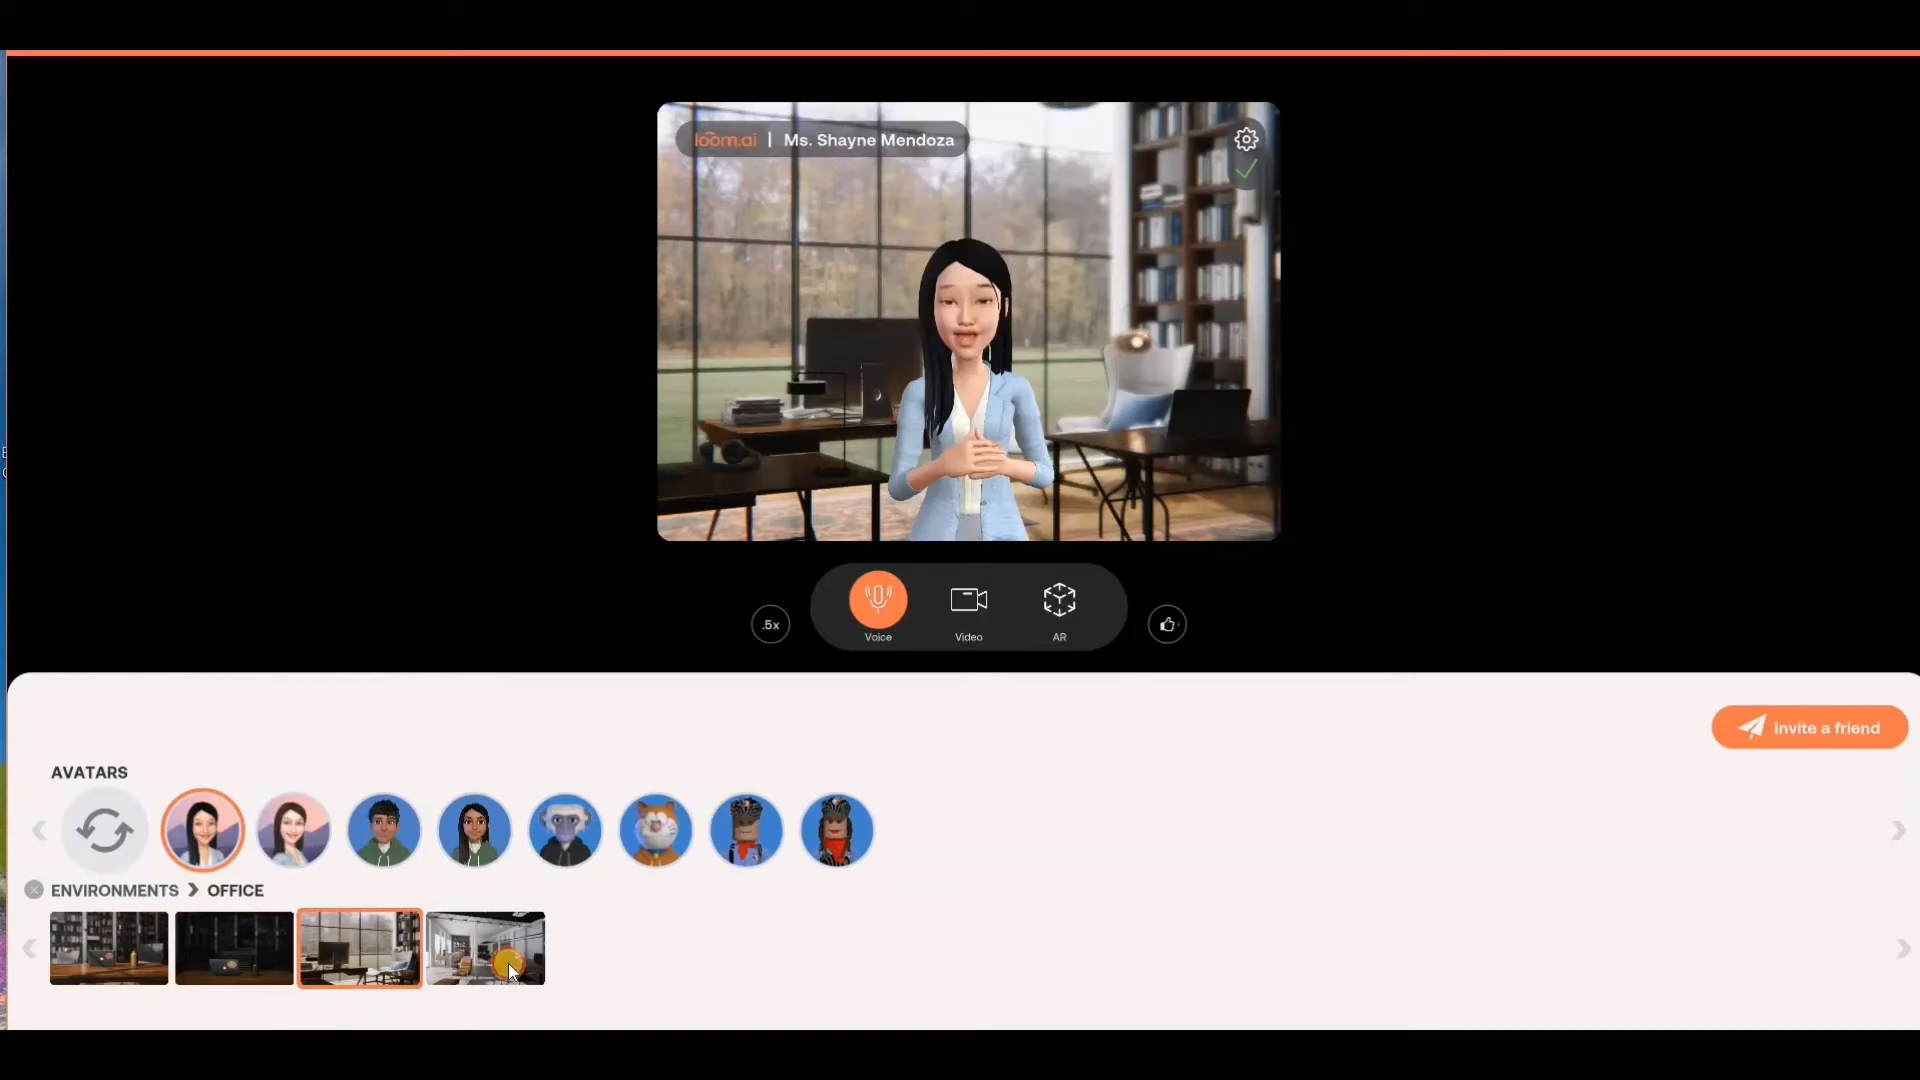 loom.ai | Ms. Shayne Mendoza
.5x
Voice
Video
AR
Invite a friend
AVATARS
ENVIRONMENTS > OFFICE